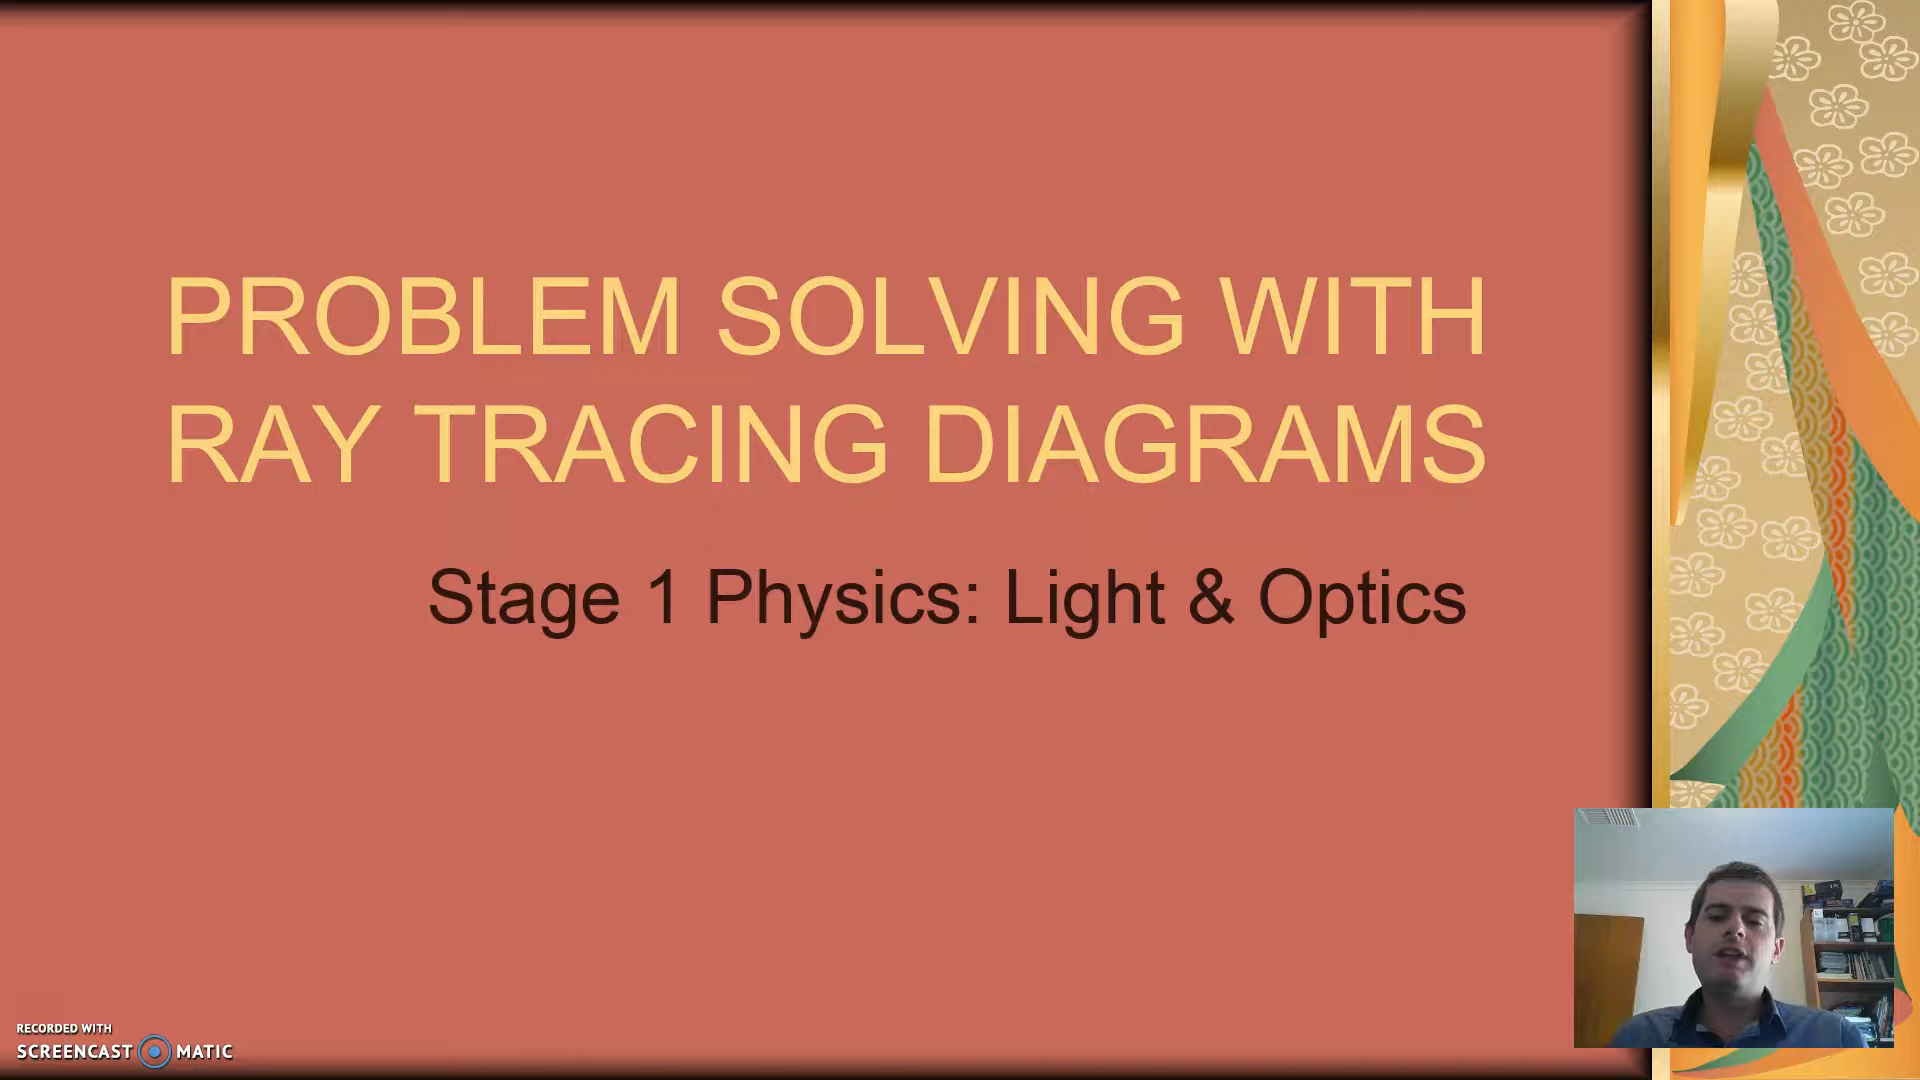 PROBLEM SOLVING WITH
RAY TRACING DIAGRAMS
Stage 1 Physics: Light & Optics
RECORDED WITH
SCREENCAST MATIC